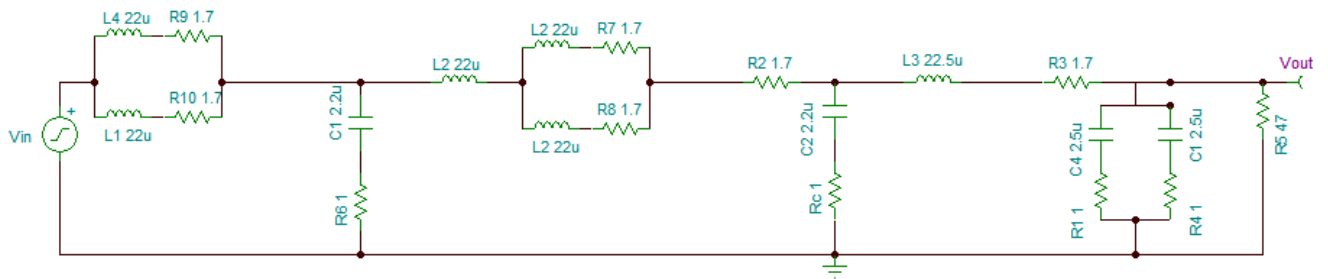 L4 22u
R9 1.7
L1 22u
R10 1.7
Vin
+
C1 2.2u
R6 1
L2 22u
L2 22u
R7 1.7
L2 22u
R8 1.7
R2 1.7
C2 2.2u
Rc 1
L3 22.5u
R3 1.7
C4 2.5u
R1 1
C1 2.5u
R4 1
R5 47
Vout